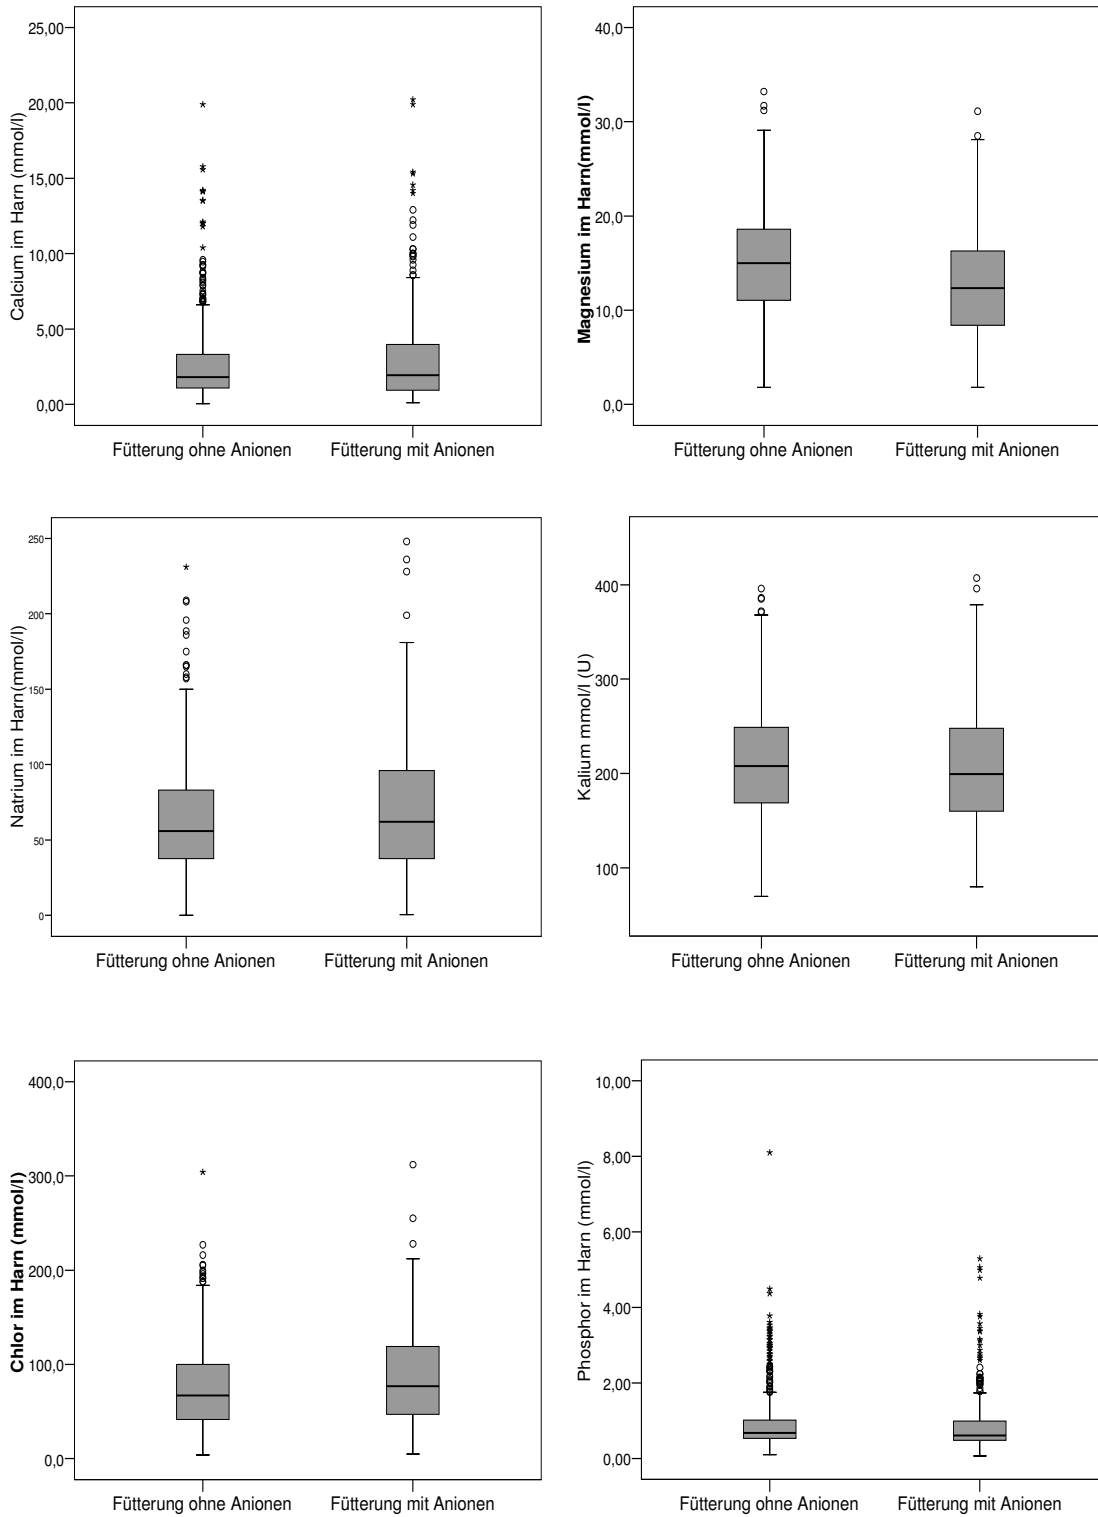 Calcium im Harn (mmol/l)
25,00
20,00
15,00
10,00
5,00
0,00
Fütterung ohne Anionen
Fütterung mit Anionen
Magnesium im Harn(mmol/l)
40,0
30,0
20,0
10,0
0,0
Fütterung ohne Anionen
Fütterung mit Anionen
Natrium im Harn(mmol/l)
250
200
150
100
50
0
Fütterung ohne Anionen
Fütterung mit Anionen
Kalium mmol/l (U)
400
300
200
100
Fütterung ohne Anionen
Fütterung mit Anionen
Chlor im Harn (mmol/l)
400,0
300,0
200,0
100,0
0,0
Fütterung ohne Anionen
Fütterung mit Anionen
Phosphor im Harn (mmol/l)
10,00
8,00
6,00
4,00
2,00
0,00
Fütterung ohne Anionen
Fütterung mit Anionen